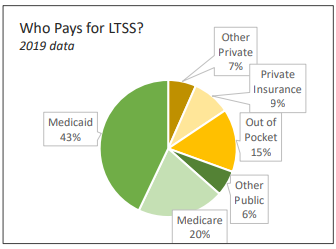 Who Pays for LTSS?
2019 data
Other
Private
7%
Private
Insurance
9%
Out of
Pocket
15%
Other
Public
6%
Medicare
20%
Medicaid
43%